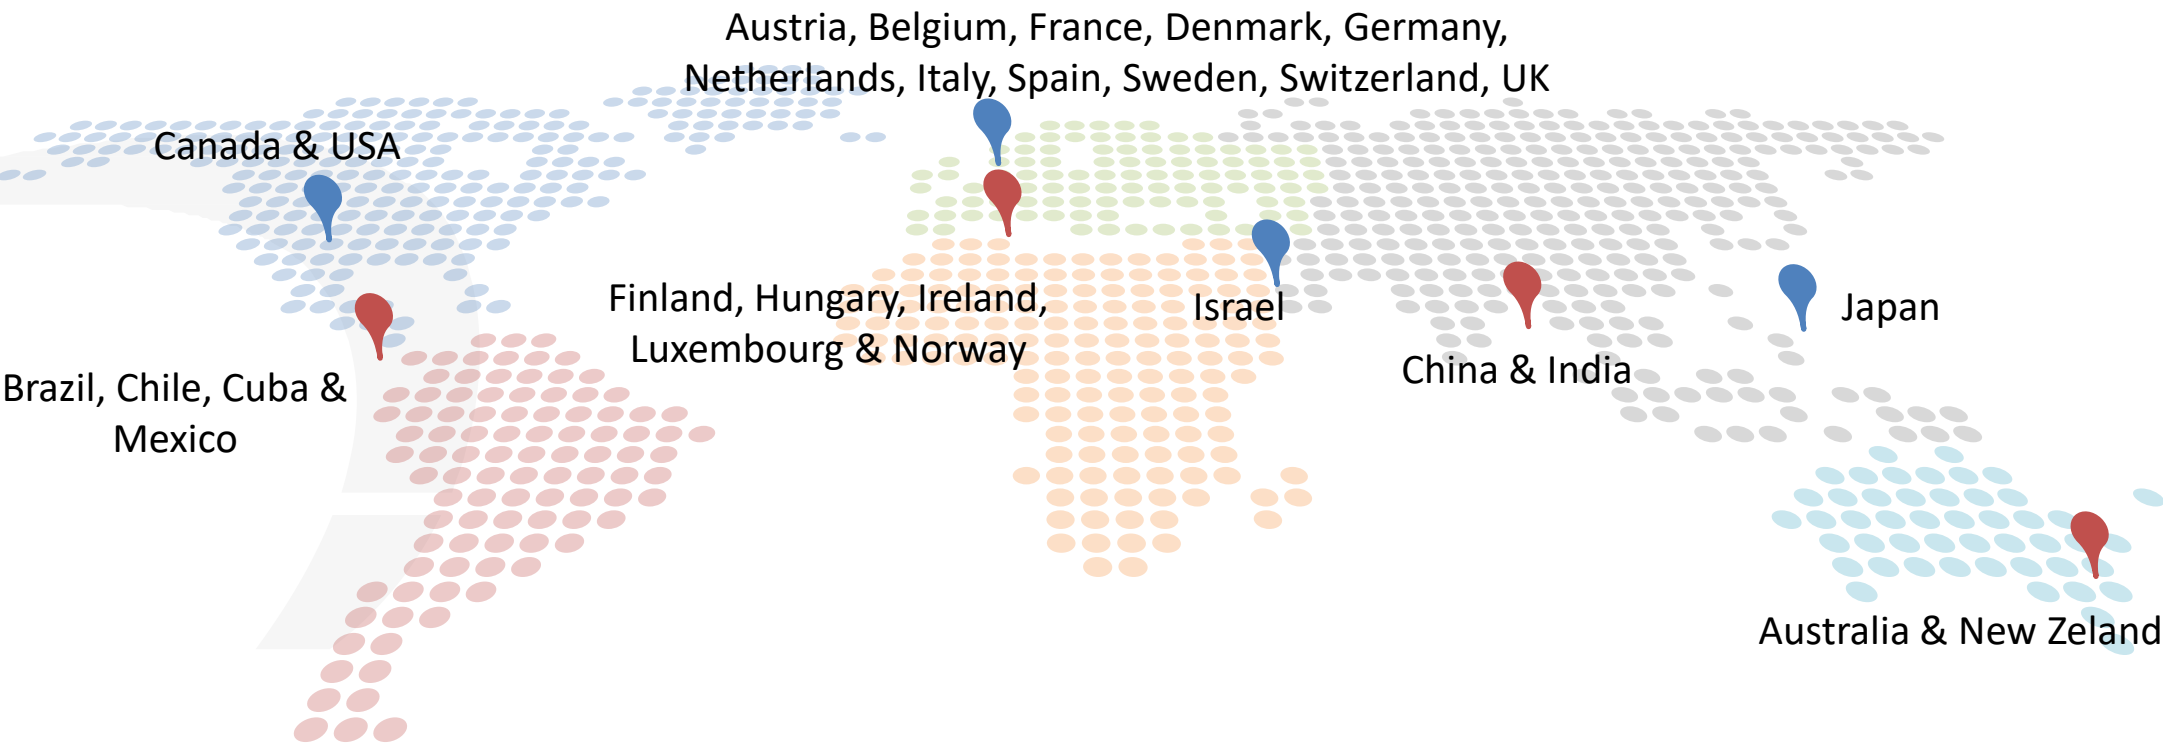 Austria, Belgium, France, Denmark, Germany,
Netherlands, Italy, Spain, Sweden, Switzerland, UK
Canada & USA
Finland, Hungary, Ireland,
Luxembourg & Norway
Israel
Japan
China & India
Brazil, Chile, Cuba &
Mexico
Australia & New Zeland